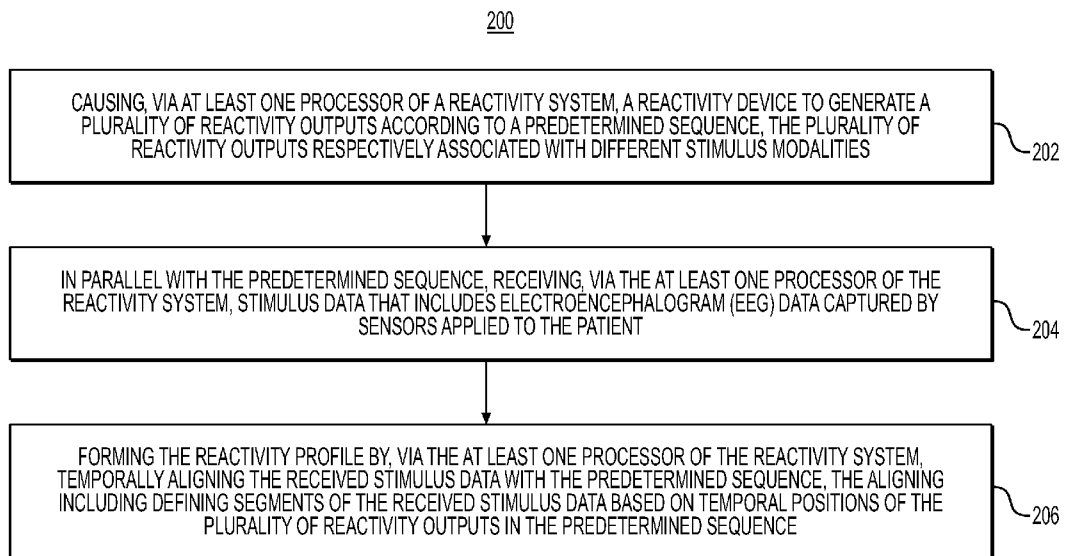 200
CAUSING, VIA AT LEAST ONE PROCESSOR OF A REACTIVITY SYSTEM, A REACTIVITY DEVICE TO GENERATE A
PLURALITY OF REACTIVITY OUTPUTS ACCORDING TO A PREDETERMINED SEQUENCE, THE PLURALITY OF
REACTIVITY OUTPUTS RESPECTIVELY ASSOCIATED WITH DIFFERENT STIMULUS MODALITIES
202
IN PARALLEL WITH THE PREDETERMINED SEQUENCE, RECEIVING, VIA THE AT LEAST ONE PROCESSOR OF THE
REACTIVITY SYSTEM, STIMULUS DATA THAT INCLUDES ELECTROENCEPHALOGRAM (EEG) DATA CAPTURED BY
SENSORS APPLIED TO THE PATIENT
204
FORMING THE REACTIVITY PROFILE BY, VIA THE AT LEAST ONE PROCESSOR OF THE REACTIVITY SYSTEM,
TEMPORALLY ALIGNING THE RECEIVED STIMULUS DATA WITH THE PREDETERMINED SEQUENCE, THE ALIGNING
INCLUDING DEFINING SEGMENTS OF THE RECEIVED STIMULUS DATA BASED ON TEMPORAL POSITIONS OF THE
PLURALITY OF REACTIVITY OUTPUTS IN THE PREDETERMINED SEQUENCE
206